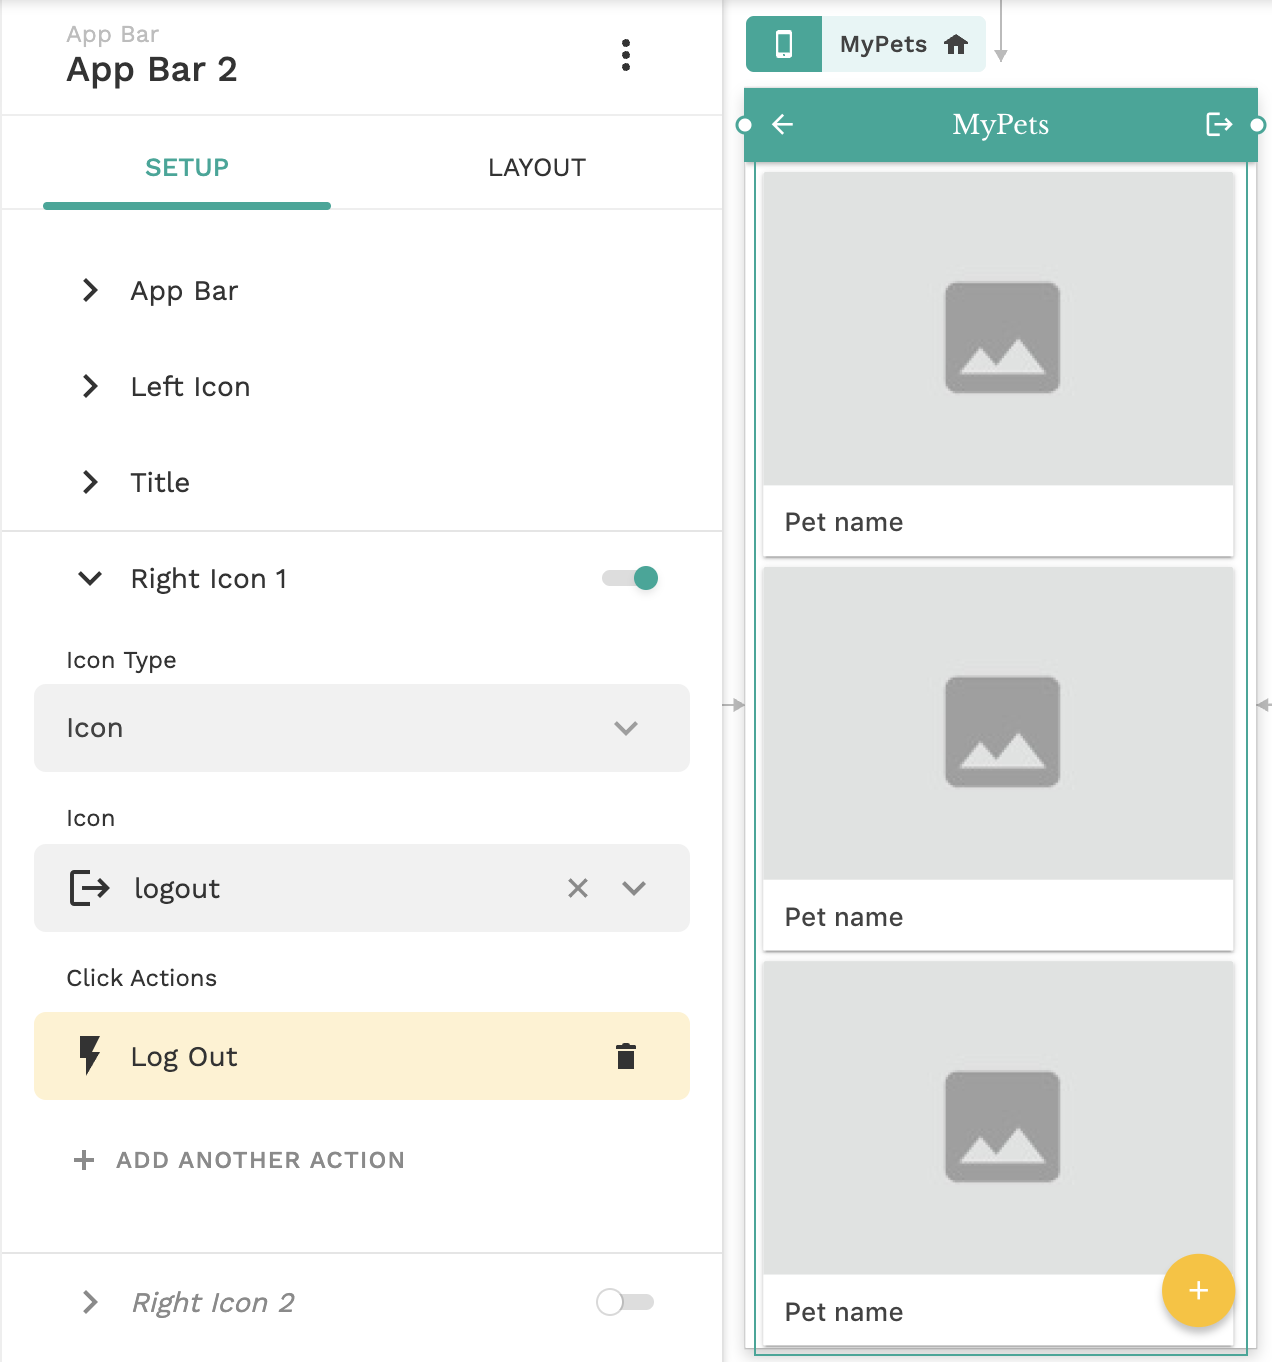 App Bar
App Bar 2
SETUP
LAYOUT
App Bar
Left Icon
Title
Right Icon 1
Icon Type
Icon
Icon
logout
Click Actions
Log Out
ADD ANOTHER ACTION
Right Icon 2
MyPets
MyPets
Pet name
Pet name
Pet name